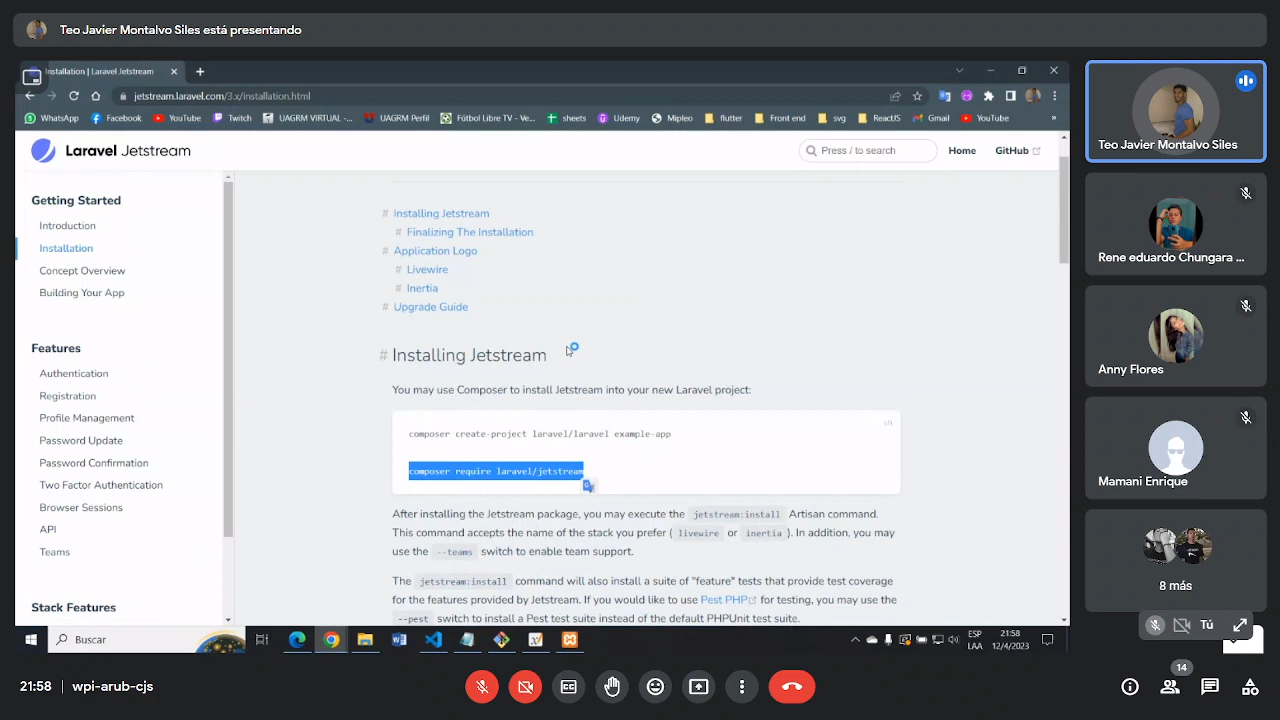 Teo Javier Montalvo Siles está presentando
Installation | Laravel Jetstream
jetstream.laravel.com/3.x/installation.html
WhatsApp Facebook YouTube Twitch UAGRM VIRTUAL -... UAGRM Perfil Fútbol Libre TV - Ve... sheets Udemy Mipleo flutter Front end svg ReactJS Gmail YouTube »
Laravel Jetstream
Press / to search
Home
GitHub
Getting Started
Introduction
Installation
Concept Overview
Building Your App
Features
Authentication
Registration
Profile Management
Password Update
Password Confirmation
Two Factor Authentication
Browser Sessions
API
Teams
Stack Features
# Installing Jetstream
# Finalizing The Installation
# Application Logo
# Livewire
# Inertia
# Upgrade Guide
# Installing Jetstream
You may use Composer to install Jetstream into your new Laravel project:
sh
composer create-project laravel/laravel example-app
composer require laravel/jetstream
After installing the Jetstream package, you may execute the jetstream:install Artisan command.
This command accepts the name of the stack you prefer ( livewire or inertia ). In addition, you may
use the --teams switch to enable team support.
The jetstream:install command will also install a suite of "feature" tests that provide test coverage
for the features provided by Jetstream. If you would like to use Pest PHP for testing, you may use the
--pest switch to install a Pest test suite instead of the default PHPUnit test suite.
Buscar
ESP
LAA
21:58
12/4/2023
Teo Javier Montalvo Siles
Rene eduardo Chungara ...
Anny Flores
Mamani Enrique
8 más
Tú
21:58 | wpi-arub-cjs
14